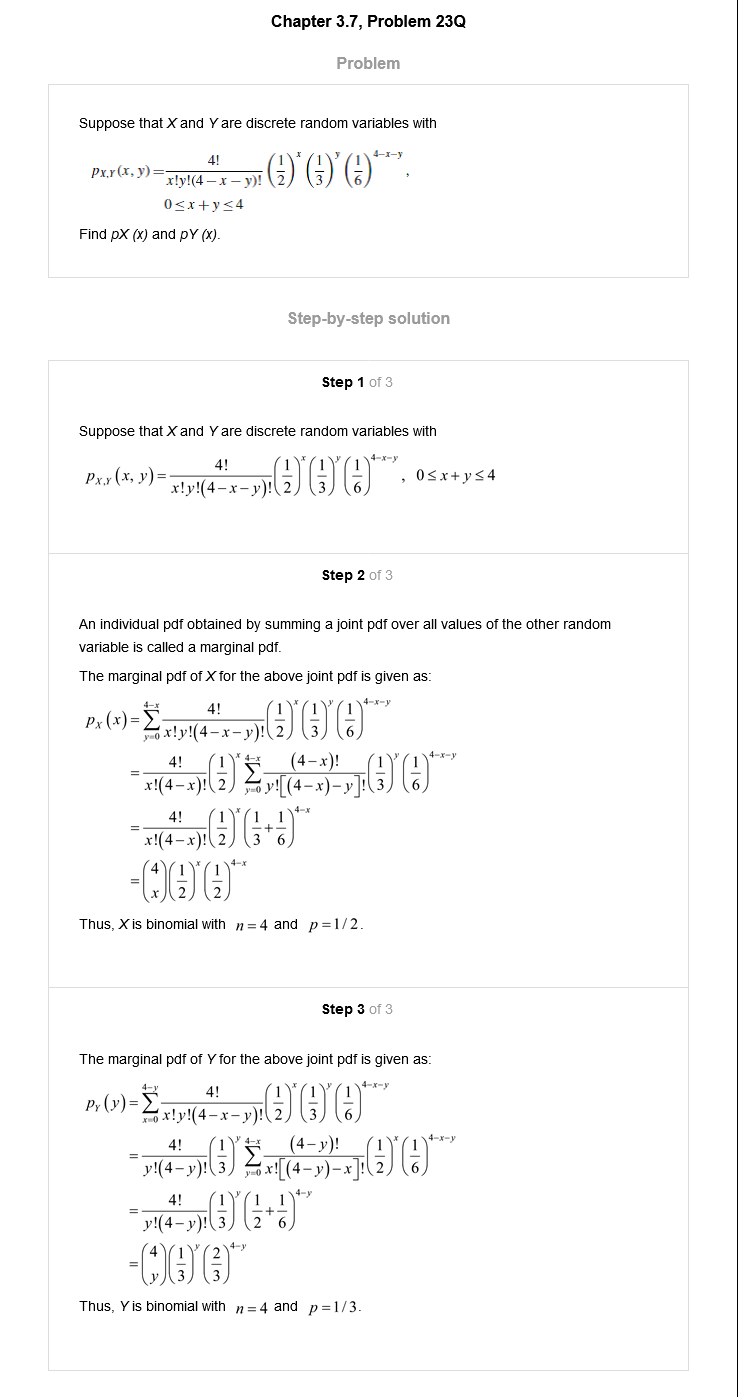 Chapter 3.7, Problem 23Q
Problem
Suppose that X and Y are discrete random variables with
p_{X,Y}(x, y) = \frac{4!}{x!y!(4-x-y)!} \left(\frac{1}{2}\right)^x \left(\frac{1}{3}\right)^y \left(\frac{1}{6}\right)^{4-x-y},
0 ≤ x + y ≤ 4
Find pX (x) and pY (x).
Step-by-step solution
Step 1 of 3
Suppose that X and Y are discrete random variables with
p_{X,Y}(x, y) = \frac{4!}{x!y!(4-x-y)!} \left(\frac{1}{2}\right)^x \left(\frac{1}{3}\right)^y \left(\frac{1}{6}\right)^{4-x-y}, 0 ≤ x + y ≤ 4
Step 2 of 3
An individual pdf obtained by summing a joint pdf over all values of the other random
variable is called a marginal pdf.
The marginal pdf of X for the above joint pdf is given as:
p_X(x) = \sum_{y=0}^{4-x} \frac{4!}{x!y!(4-x-y)!} \left(\frac{1}{2}\right)^x \left(\frac{1}{3}\right)^y \left(\frac{1}{6}\right)^{4-x-y}
= \frac{4!}{x!(4-x)!} \left(\frac{1}{2}\right)^x \sum_{y=0}^{4-x} \frac{(4-x)!}{y![(4-x)-y]!} \left(\frac{1}{3}\right)^y \left(\frac{1}{6}\right)^{4-x-y}
= \frac{4!}{x!(4-x)!} \left(\frac{1}{2}\right)^x \left(\frac{1}{3}+\frac{1}{6}\right)^{4-x}
= \binom{4}{x} \left(\frac{1}{2}\right)^x \left(\frac{1}{2}\right)^{4-x}
Thus, X is binomial with n = 4 and p = 1/2.
Step 3 of 3
The marginal pdf of Y for the above joint pdf is given as:
p_Y(y) = \sum_{x=0}^{4-y} \frac{4!}{x!y!(4-x-y)!} \left(\frac{1}{2}\right)^x \left(\frac{1}{3}\right)^y \left(\frac{1}{6}\right)^{4-x-y}
= \frac{4!}{y!(4-y)!} \left(\frac{1}{3}\right)^y \sum_{y=0}^{4-x} \frac{(4-y)!}{x![(4-y)-x]!} \left(\frac{1}{2}\right)^x \left(\frac{1}{6}\right)^{4-x-y}
= \frac{4!}{y!(4-y)!} \left(\frac{1}{3}\right)^y \left(\frac{1}{2}+\frac{1}{6}\right)^{4-y}
= \binom{4}{y} \left(\frac{1}{3}\right)^y \left(\frac{2}{3}\right)^{4-y}
Thus, Y is binomial with n = 4 and p = 1/3.